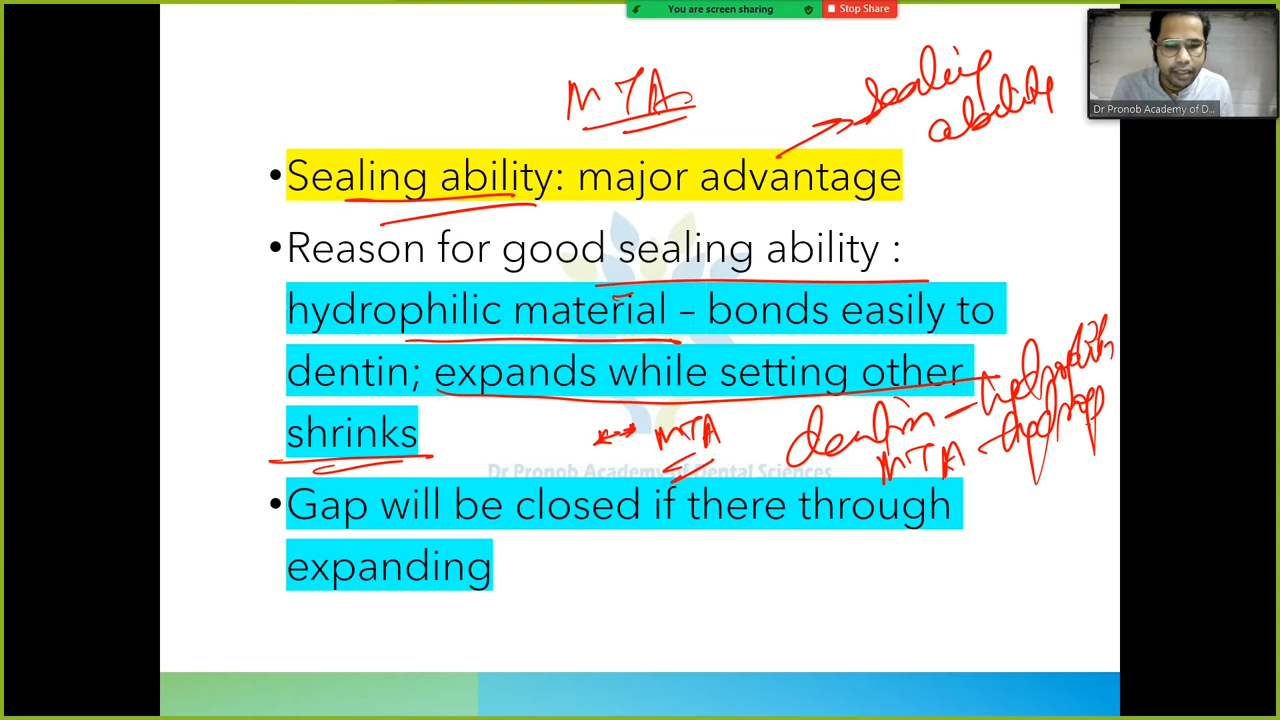 You are screen sharing
Stop Share
Dr Pronob Academy of D...
MTA
sealing
ability
•Sealing ability: major advantage
•Reason for good sealing ability :
hydrophilic material – bonds easily to
dentin; expands while setting other
shrinks
MTA
dentin –
MTA –
Dr Pronob Academy of Dental Sciences
•Gap will be closed if there through
expanding